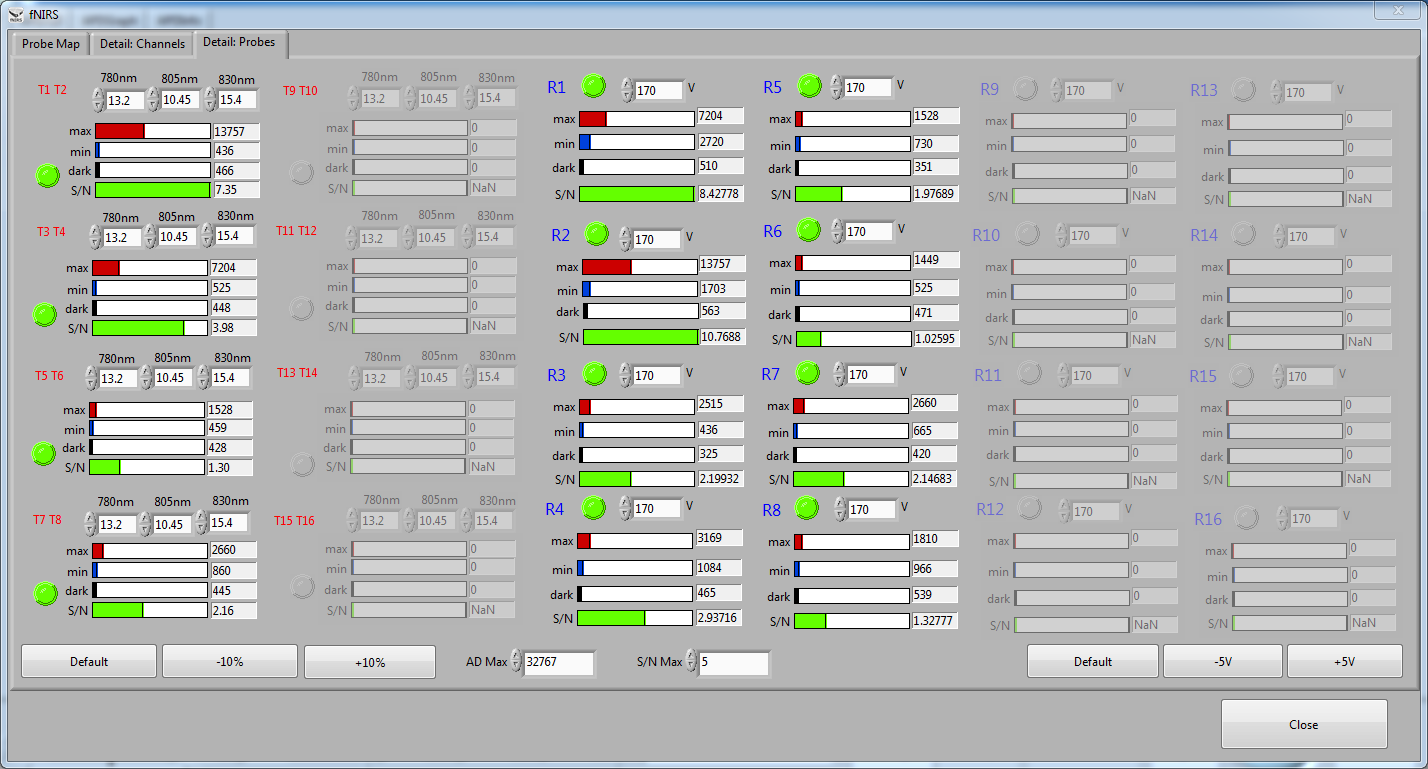 fNIRS
Probe Map
Detail: Channels
Detail: Probes
T1 T2
780nm 805nm 830nm
13.2 10.45 15.4
max 13757
min 436
dark 466
S/N 7.35
T3 T4
780nm 805nm 830nm
13.2 10.45 15.4
max 7204
min 525
dark 448
S/N 3.98
T5 T6
780nm 805nm 830nm
13.2 10.45 15.4
max 1528
min 459
dark 428
S/N 1.30
T7 T8
780nm 805nm 830nm
13.2 10.45 15.4
max 2660
min 860
dark 445
S/N 2.16
T9 T10
780nm 805nm 830nm
13.2 10.45 15.4
max 0
min 0
dark 0
S/N NaN
T11 T12
780nm 805nm 830nm
13.2 10.45 15.4
max 0
min 0
dark 0
S/N NaN
T13 T14
780nm 805nm 830nm
13.2 10.45 15.4
max 0
min 0
dark 0
S/N NaN
T15 T16
780nm 805nm 830nm
13.2 10.45 15.4
max 0
min 0
dark 0
S/N NaN
R1 170 V
max 7204
min 2720
dark 510
S/N 8.42778
R2 170 V
max 13757
min 1703
dark 563
S/N 10.7688
R3 170 V
max 2515
min 436
dark 325
S/N 2.19932
R4 170 V
max 3169
min 1084
dark 465
S/N 2.93716
R5 170 V
max 1528
min 730
dark 351
S/N 1.97689
R6 170 V
max 1449
min 525
dark 471
S/N 1.02595
R7 170 V
max 2660
min 665
dark 420
S/N 2.14683
R8 170 V
max 1810
min 966
dark 539
S/N 1.32777
R9 170 V
max 0
min 0
dark 0
S/N NaN
R10 170 V
max 0
min 0
dark 0
S/N NaN
R11 170 V
max 0
min 0
dark 0
S/N NaN
R12 170 V
max 0
min 0
dark 0
S/N NaN
R13 170 V
max 0
min 0
dark 0
S/N NaN
R14 170 V
max 0
min 0
dark 0
S/N NaN
R15 170 V
max 0
min 0
dark 0
S/N NaN
R16 170 V
max 0
min 0
dark 0
S/N NaN
Default
-10%
+10%
AD Max 32767
S/N Max 5
Default
-5V
+5V
Close